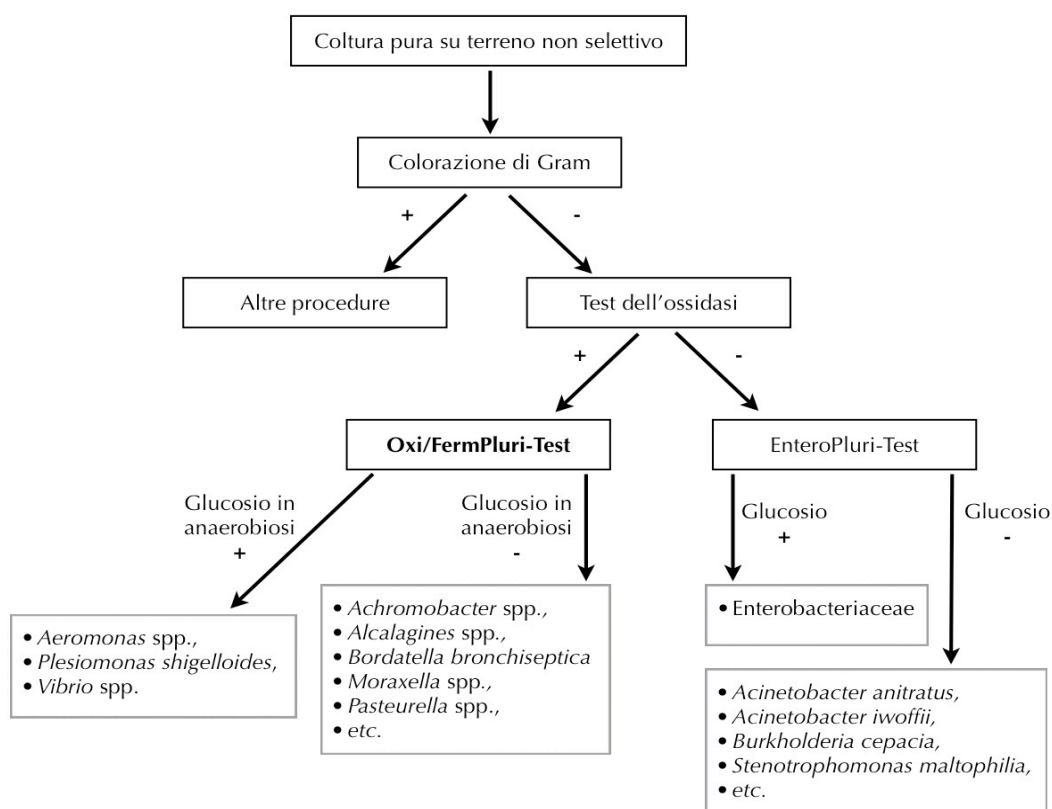 Coltura pura su terreno non selettivo
Colorazione di Gram
+
-
Altre procedure
Test dell'ossidasi
+
-
Oxi/FermPluri-Test
EnteroPluri-Test
Glucosio in
anaerobiosi
+
Glucosio in
anaerobiosi
-
Glucosio
+
Glucosio
-
• Aeromonas spp.,
• Plesiomonas shigelloides,
• Vibrio spp.
• Achromobacter spp.,
• Alcalagines spp.,
• Bordatella bronchiseptica
• Moraxella spp.,
• Pasteurella spp.,
• etc.
• Enterobacteriaceae
• Acinetobacter anitratus,
• Acinetobacter iwoffii,
• Burkholderia cepacia,
• Stenotrophomonas maltophilia,
• etc.